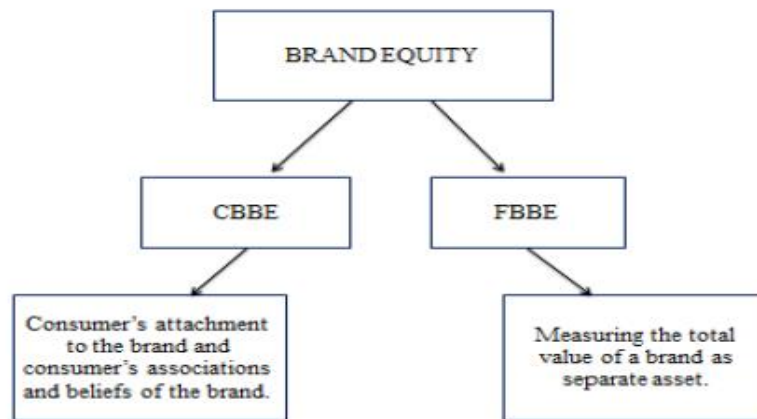 BRAND EQUITY
CBBE
FBBE
Consumer's attachment
to the brand and
consumer's associations
and beliefs of the brand.
Measuring the total
value of a brand as
separate asset.